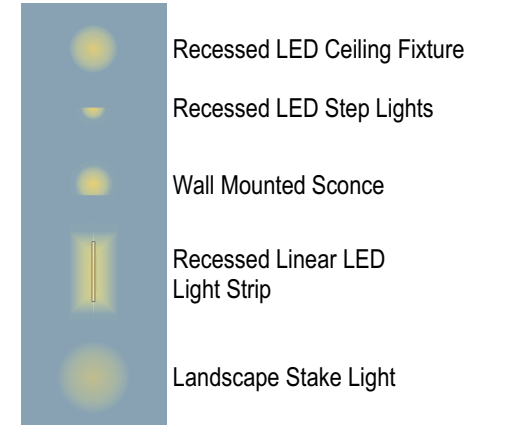 Recessed LED Ceiling Fixture
Recessed LED Step Lights
Wall Mounted Sconce
Recessed Linear LED
Light Strip
Landscape Stake Light